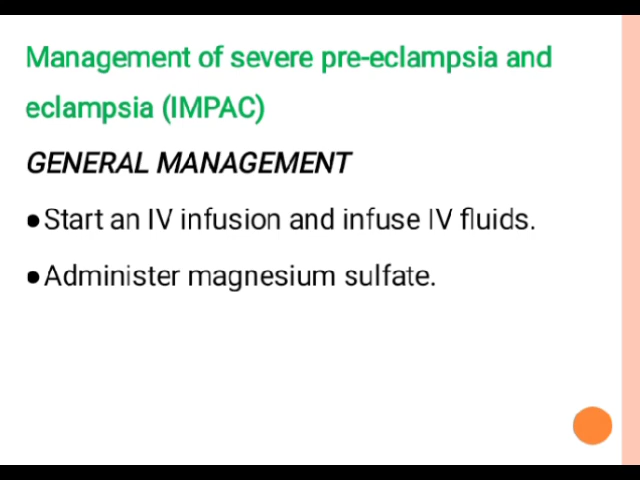 Management of severe pre-eclampsia and
eclampsia (IMPAC)
GENERAL MANAGEMENT
●Start an IV infusion and infuse IV fluids.
●Administer magnesium sulfate.